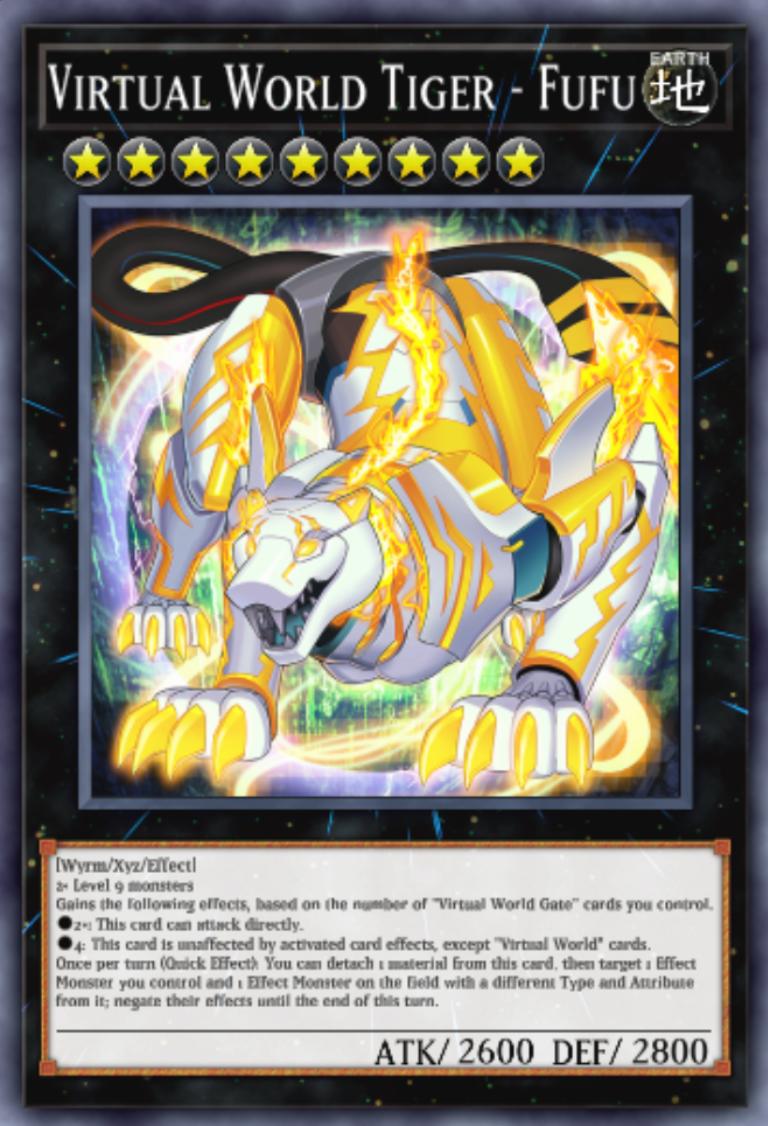 VIRTUAL WORLD TIGER - FUFU
EARTH
地
[Wyrm/Xyz/Effect]
2+ Level 9 monsters
Gains the following effects, based on the number of "Virtual World Gate" cards you control.
●2+: This card can attack directly.
●4: This card is unaffected by activated card effects, except "Virtual World" cards.
Once per turn (Quick Effect): You can detach 1 material from this card, then target 1 Effect
Monster you control and 1 Effect Monster on the field with a different Type and Attribute
from it; negate their effects until the end of this turn.
ATK/ 2600 DEF/ 2800